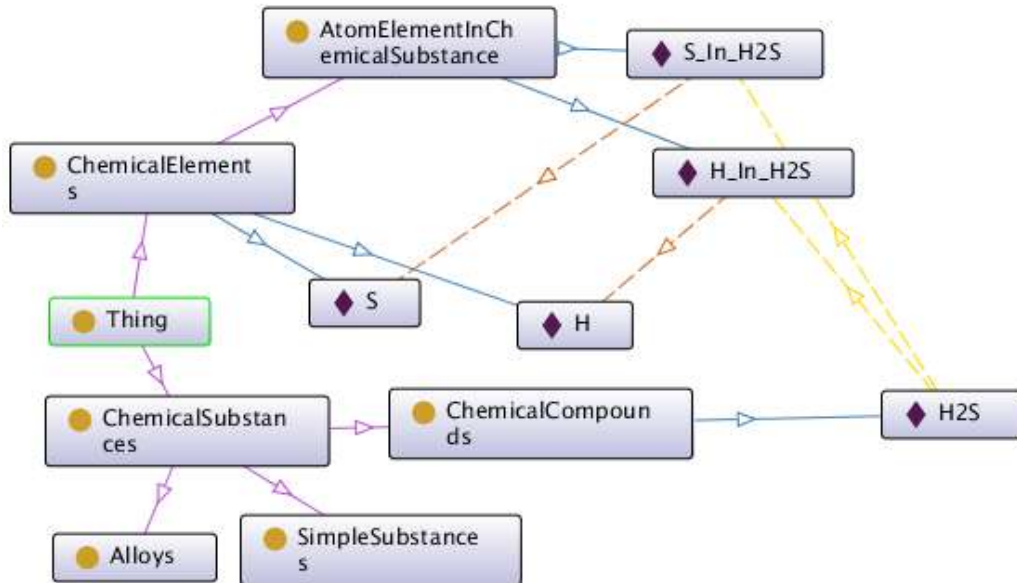 AtomElementInCh
emicalSubstance
S_In_H2S
ChemicalElement
s
H_In_H2S
S
H
Thing
ChemicalSubstan
ces
ChemicalCompoun
ds
H2S
Alloys
SimpleSubstance
s